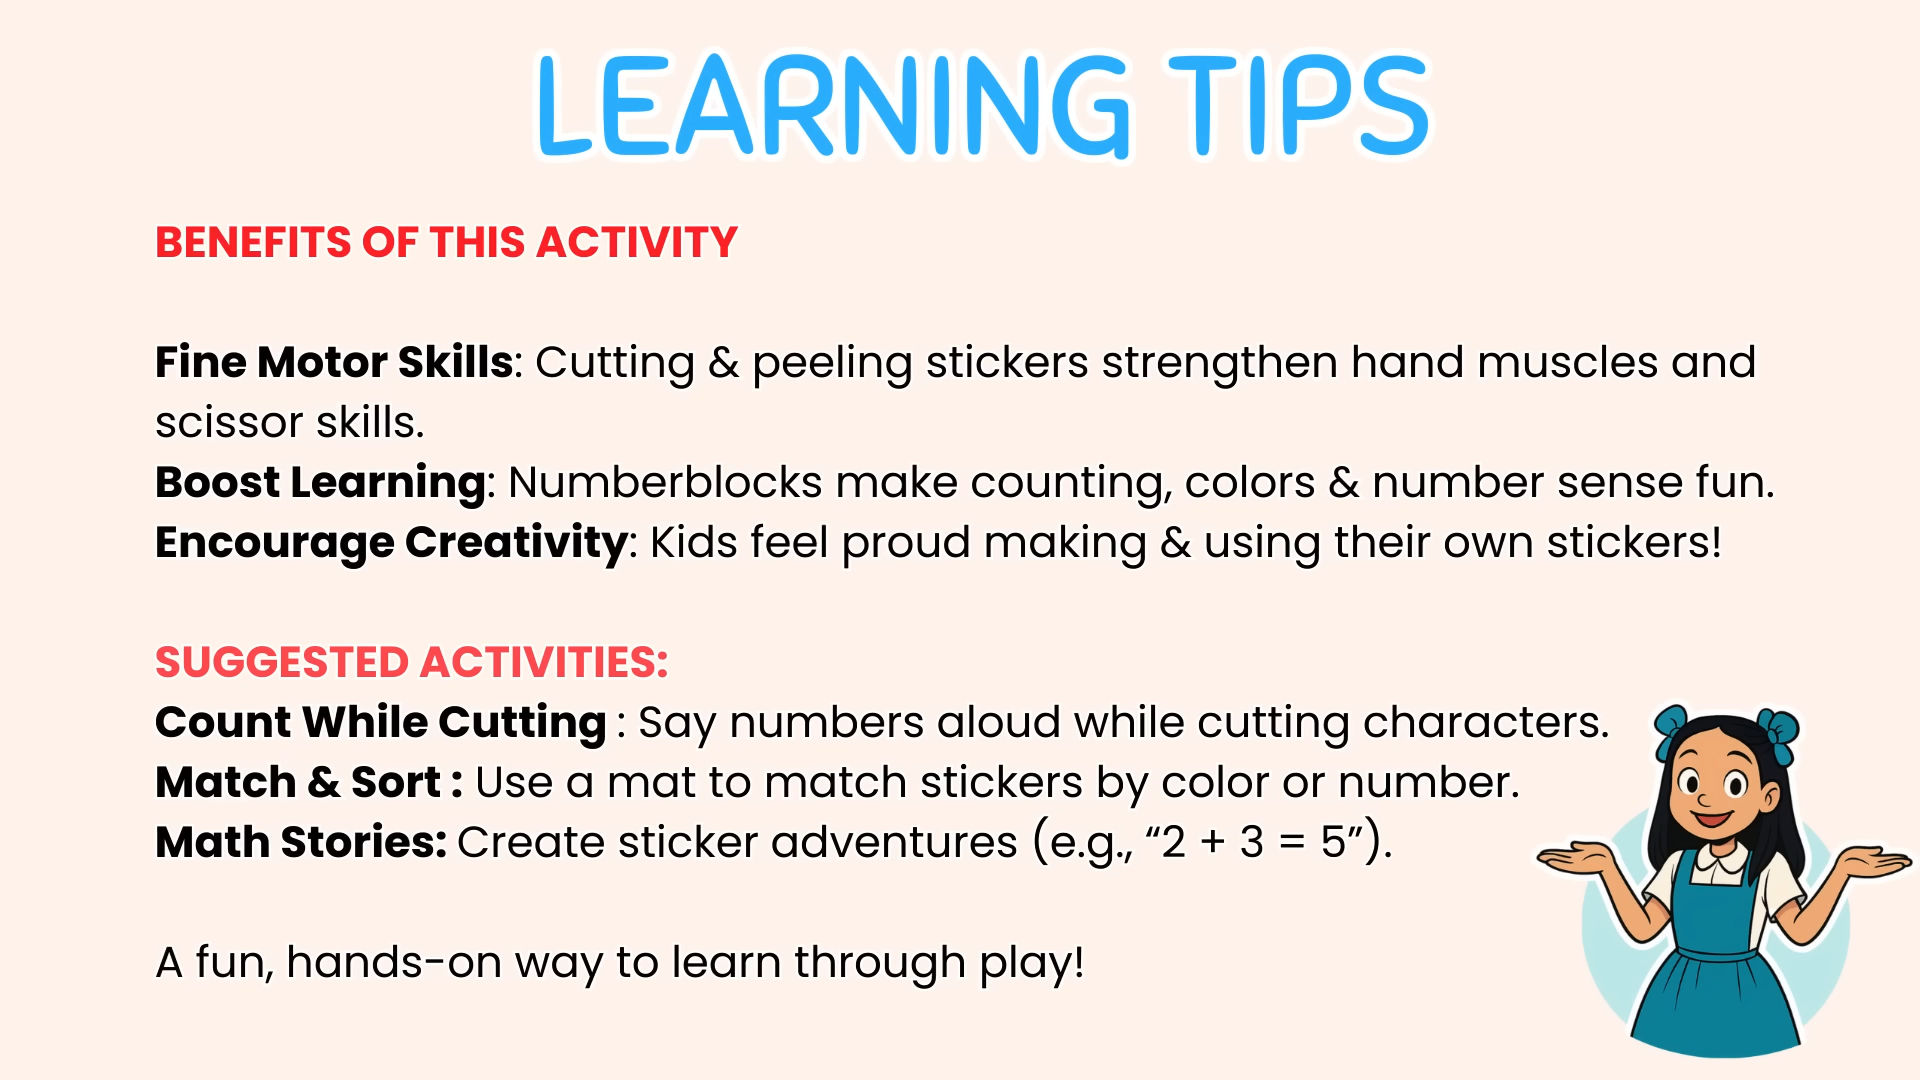 LEARNING TIPS
BENEFITS OF THIS ACTIVITY
Fine Motor Skills: Cutting & peeling stickers strengthen hand muscles and
scissor skills.
Boost Learning: Numberblocks make counting, colors & number sense fun.
Encourage Creativity: Kids feel proud making & using their own stickers!
SUGGESTED ACTIVITIES:
Count While Cutting : Say numbers aloud while cutting characters.
Match & Sort : Use a mat to match stickers by color or number.
Math Stories: Create sticker adventures (e.g., “2 + 3 = 5”).
A fun, hands-on way to learn through play!